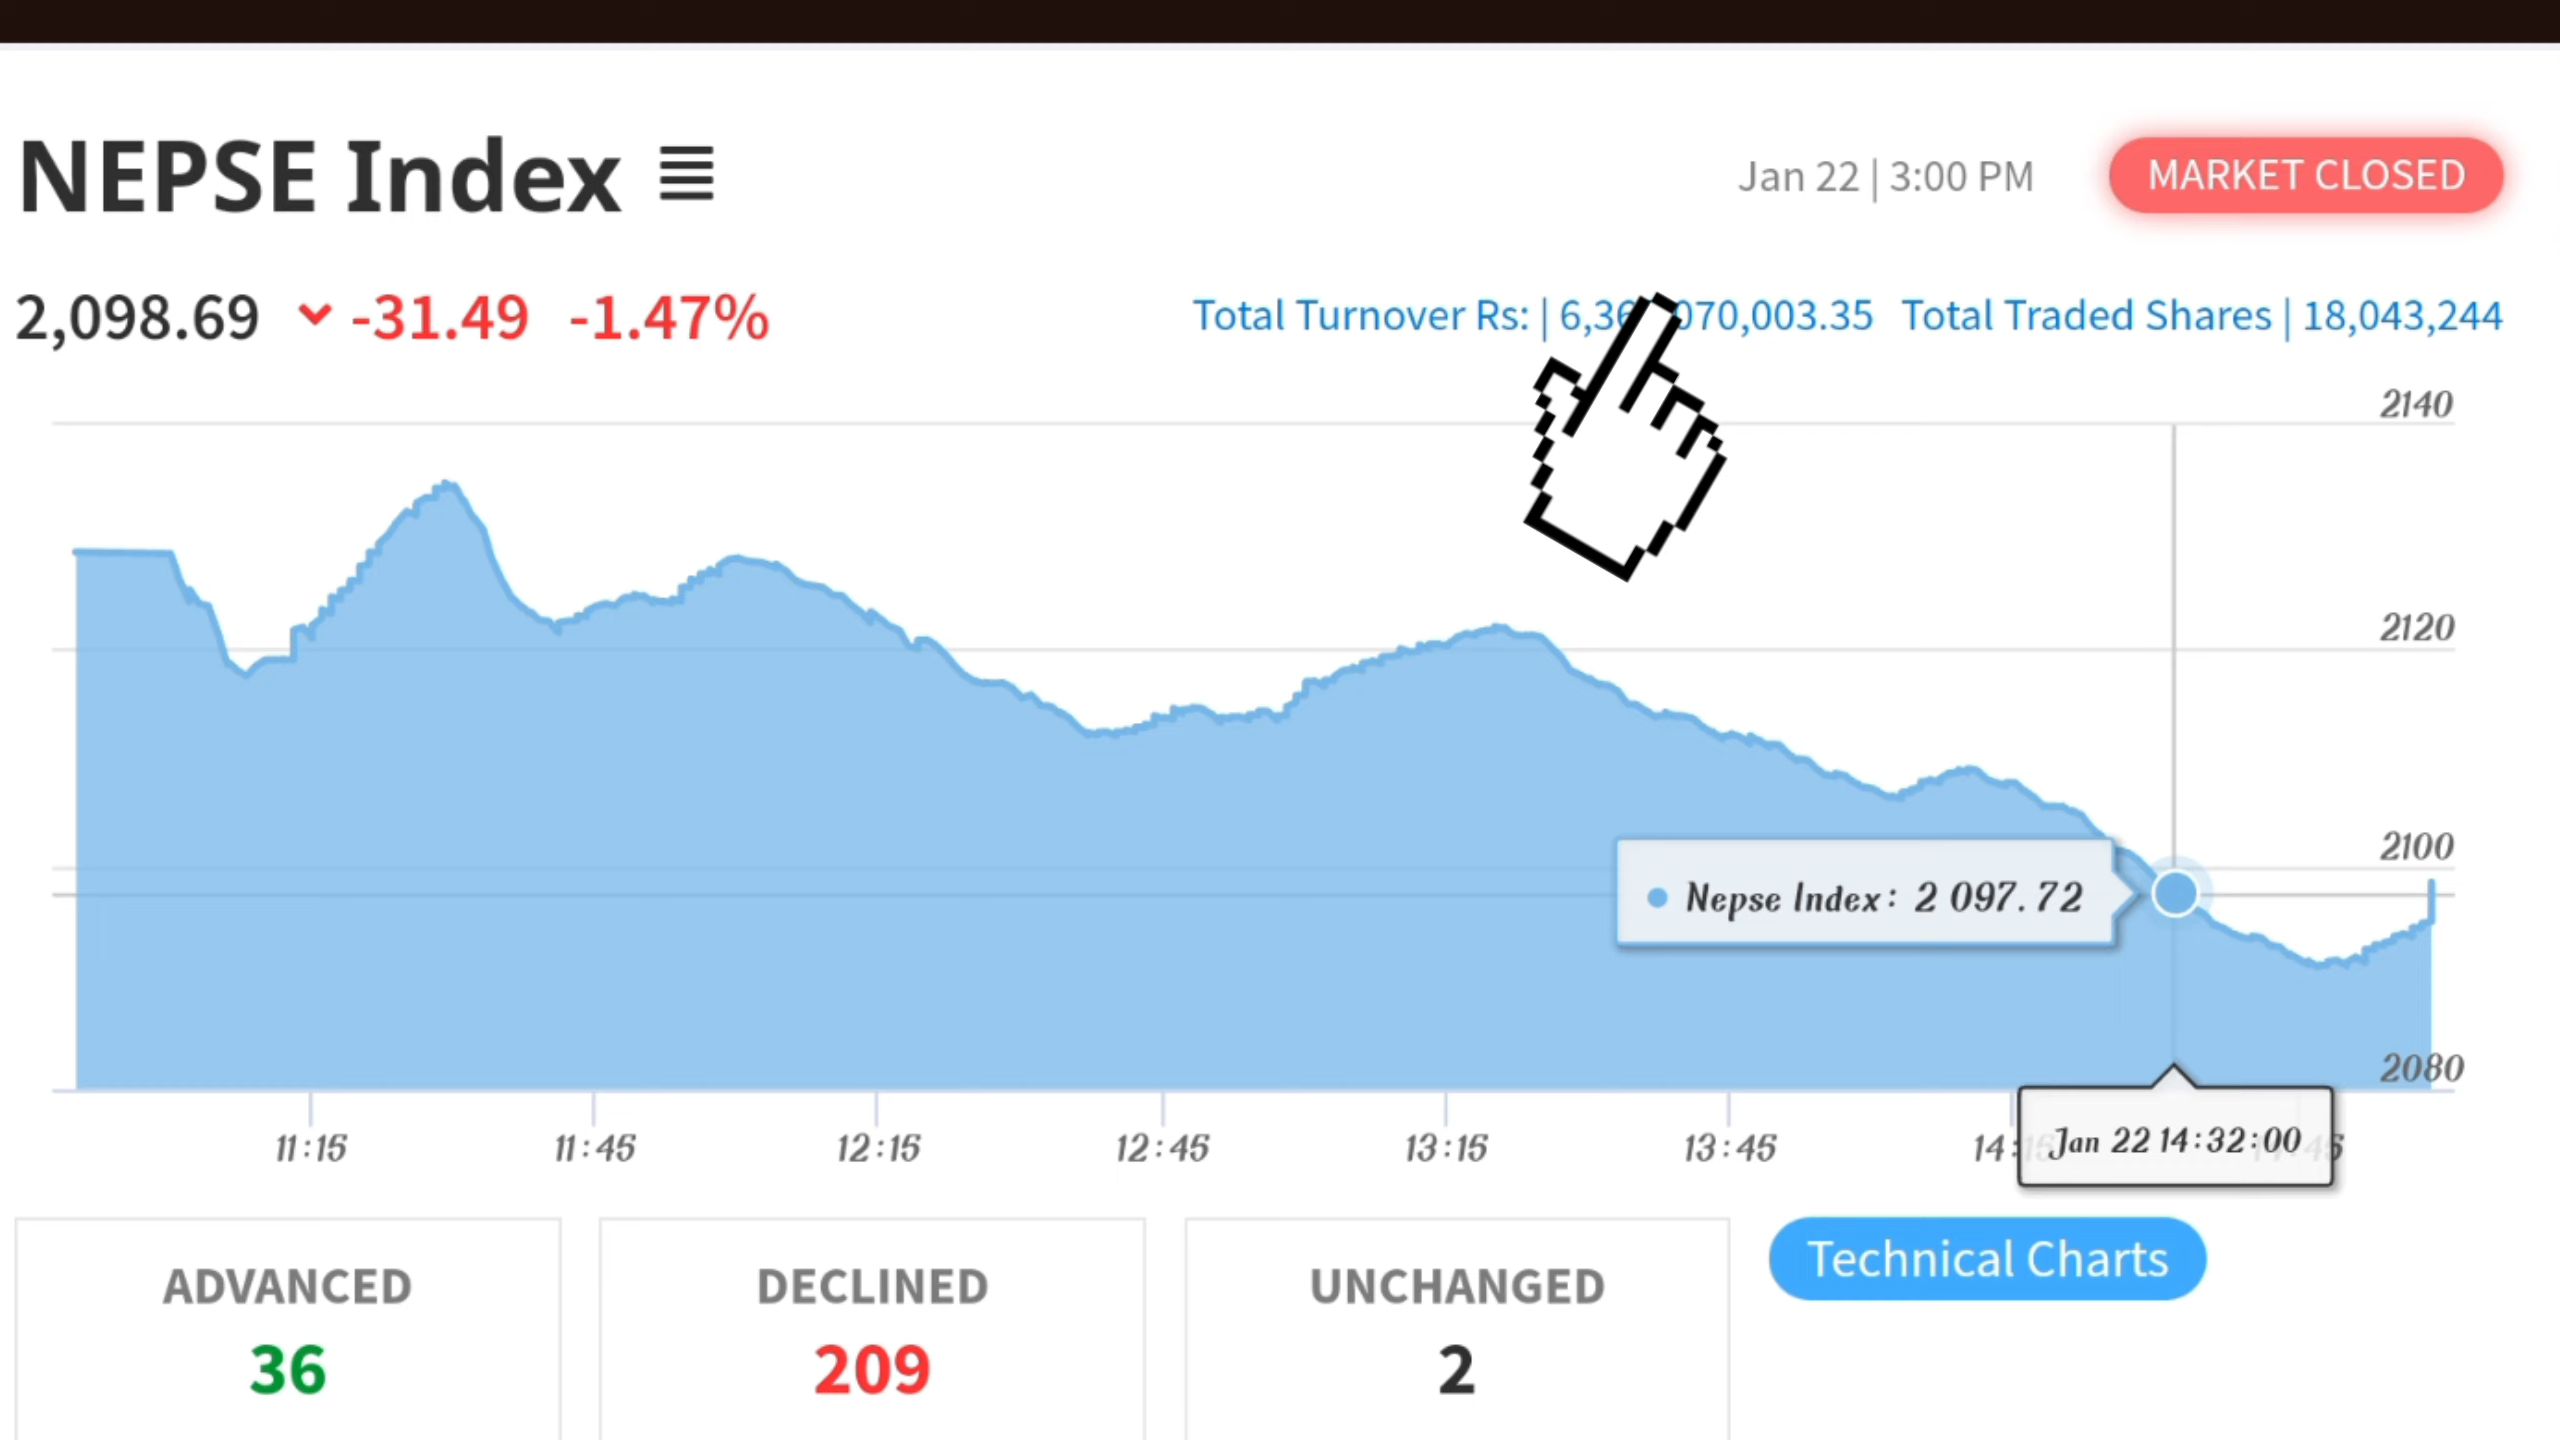 NEPSE Index
Jan 22 | 3:00 PM
MARKET CLOSED
2,098.69 -31.49 -1.47%
Total Turnover Rs: | 6,36 070,003.35 Total Traded Shares | 18,043,244
2140
2120
2100
Nepse Index: 2 097.72
2080
11:15 11:45 12:15 12:45 13:15 13:45
Jan 22 14:32:00
ADVANCED
36
DECLINED
209
UNCHANGED
2
Technical Charts